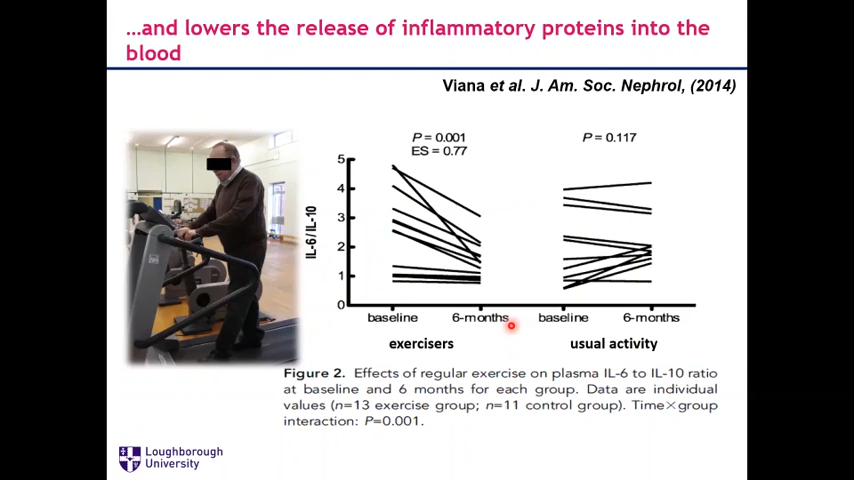 …and lowers the release of inflammatory proteins into the
blood
Viana et al. J. Am. Soc. Nephrol, (2014)
P = 0.001
ES = 0.77
P = 0.117
5
4
3
2
1
0
IL-6/IL-10
baseline
6-months
baseline
6-months
exercisers
usual activity
Figure 2. Effects of regular exercise on plasma IL-6 to IL-10 ratio
at baseline and 6 months for each group. Data are individual
values (n=13 exercise group; n=11 control group). Time×group
interaction: P=0.001.
Loughborough
University